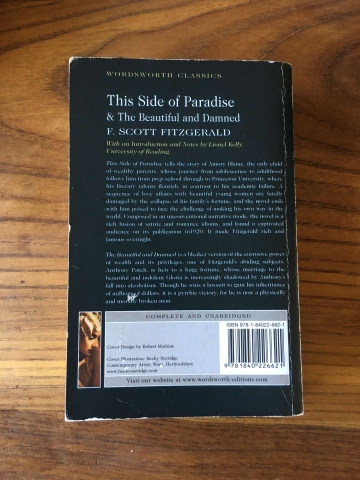 WORDSWORTH CLASSICS
This Side of Paradise
& The Beautiful and Damned
F. SCOTT FITZGERALD
With an Introduction and Notes by Lionel Kelly,
University of Reading.
This Side of Paradise tells the story of Amory Blaine, the only child
of wealthy parents, whose journey from adolescence to adulthood
follows him from prep school through to Princeton University, where
his literary talents flourish in contrast to his academic failure. A
sequence of love affairs with beautiful young women are fatally
damaged by the collapse of his family's fortune, and the novel ends
with him poised to face the challenge of making his own way in the
world. Composed in an unconventional narrative mode, the novel is a
rich fusion of satire and romantic idioms, and found a captivated
audience on its publication in 1920. It made Fitzgerald rich and
famous overnight.
The Beautiful and Damned is a bleaker version of the corrosive power
of wealth and its privileges, one of Fitzgerald's abiding subjects.
Anthony Patch is heir to a huge fortune, whose marriage to the
beautiful and indolent Gloria is increasingly shadowed by Anthony's
fall into alcoholism. Though he wins a lawsuit to gain his inheritance
of millions of dollars, it is a pyrrhic victory, for he is now a physically
and morally broken man.
COMPLETE AND UNABRIDGED
ISBN 978-1-84022-662-1
Cover Design by Robert Mathias
Cover Illustration: Becky
Contemporary Artist, Hertfordshire
9 781840 226621
Visit our website at www.wordsworth-editions.com